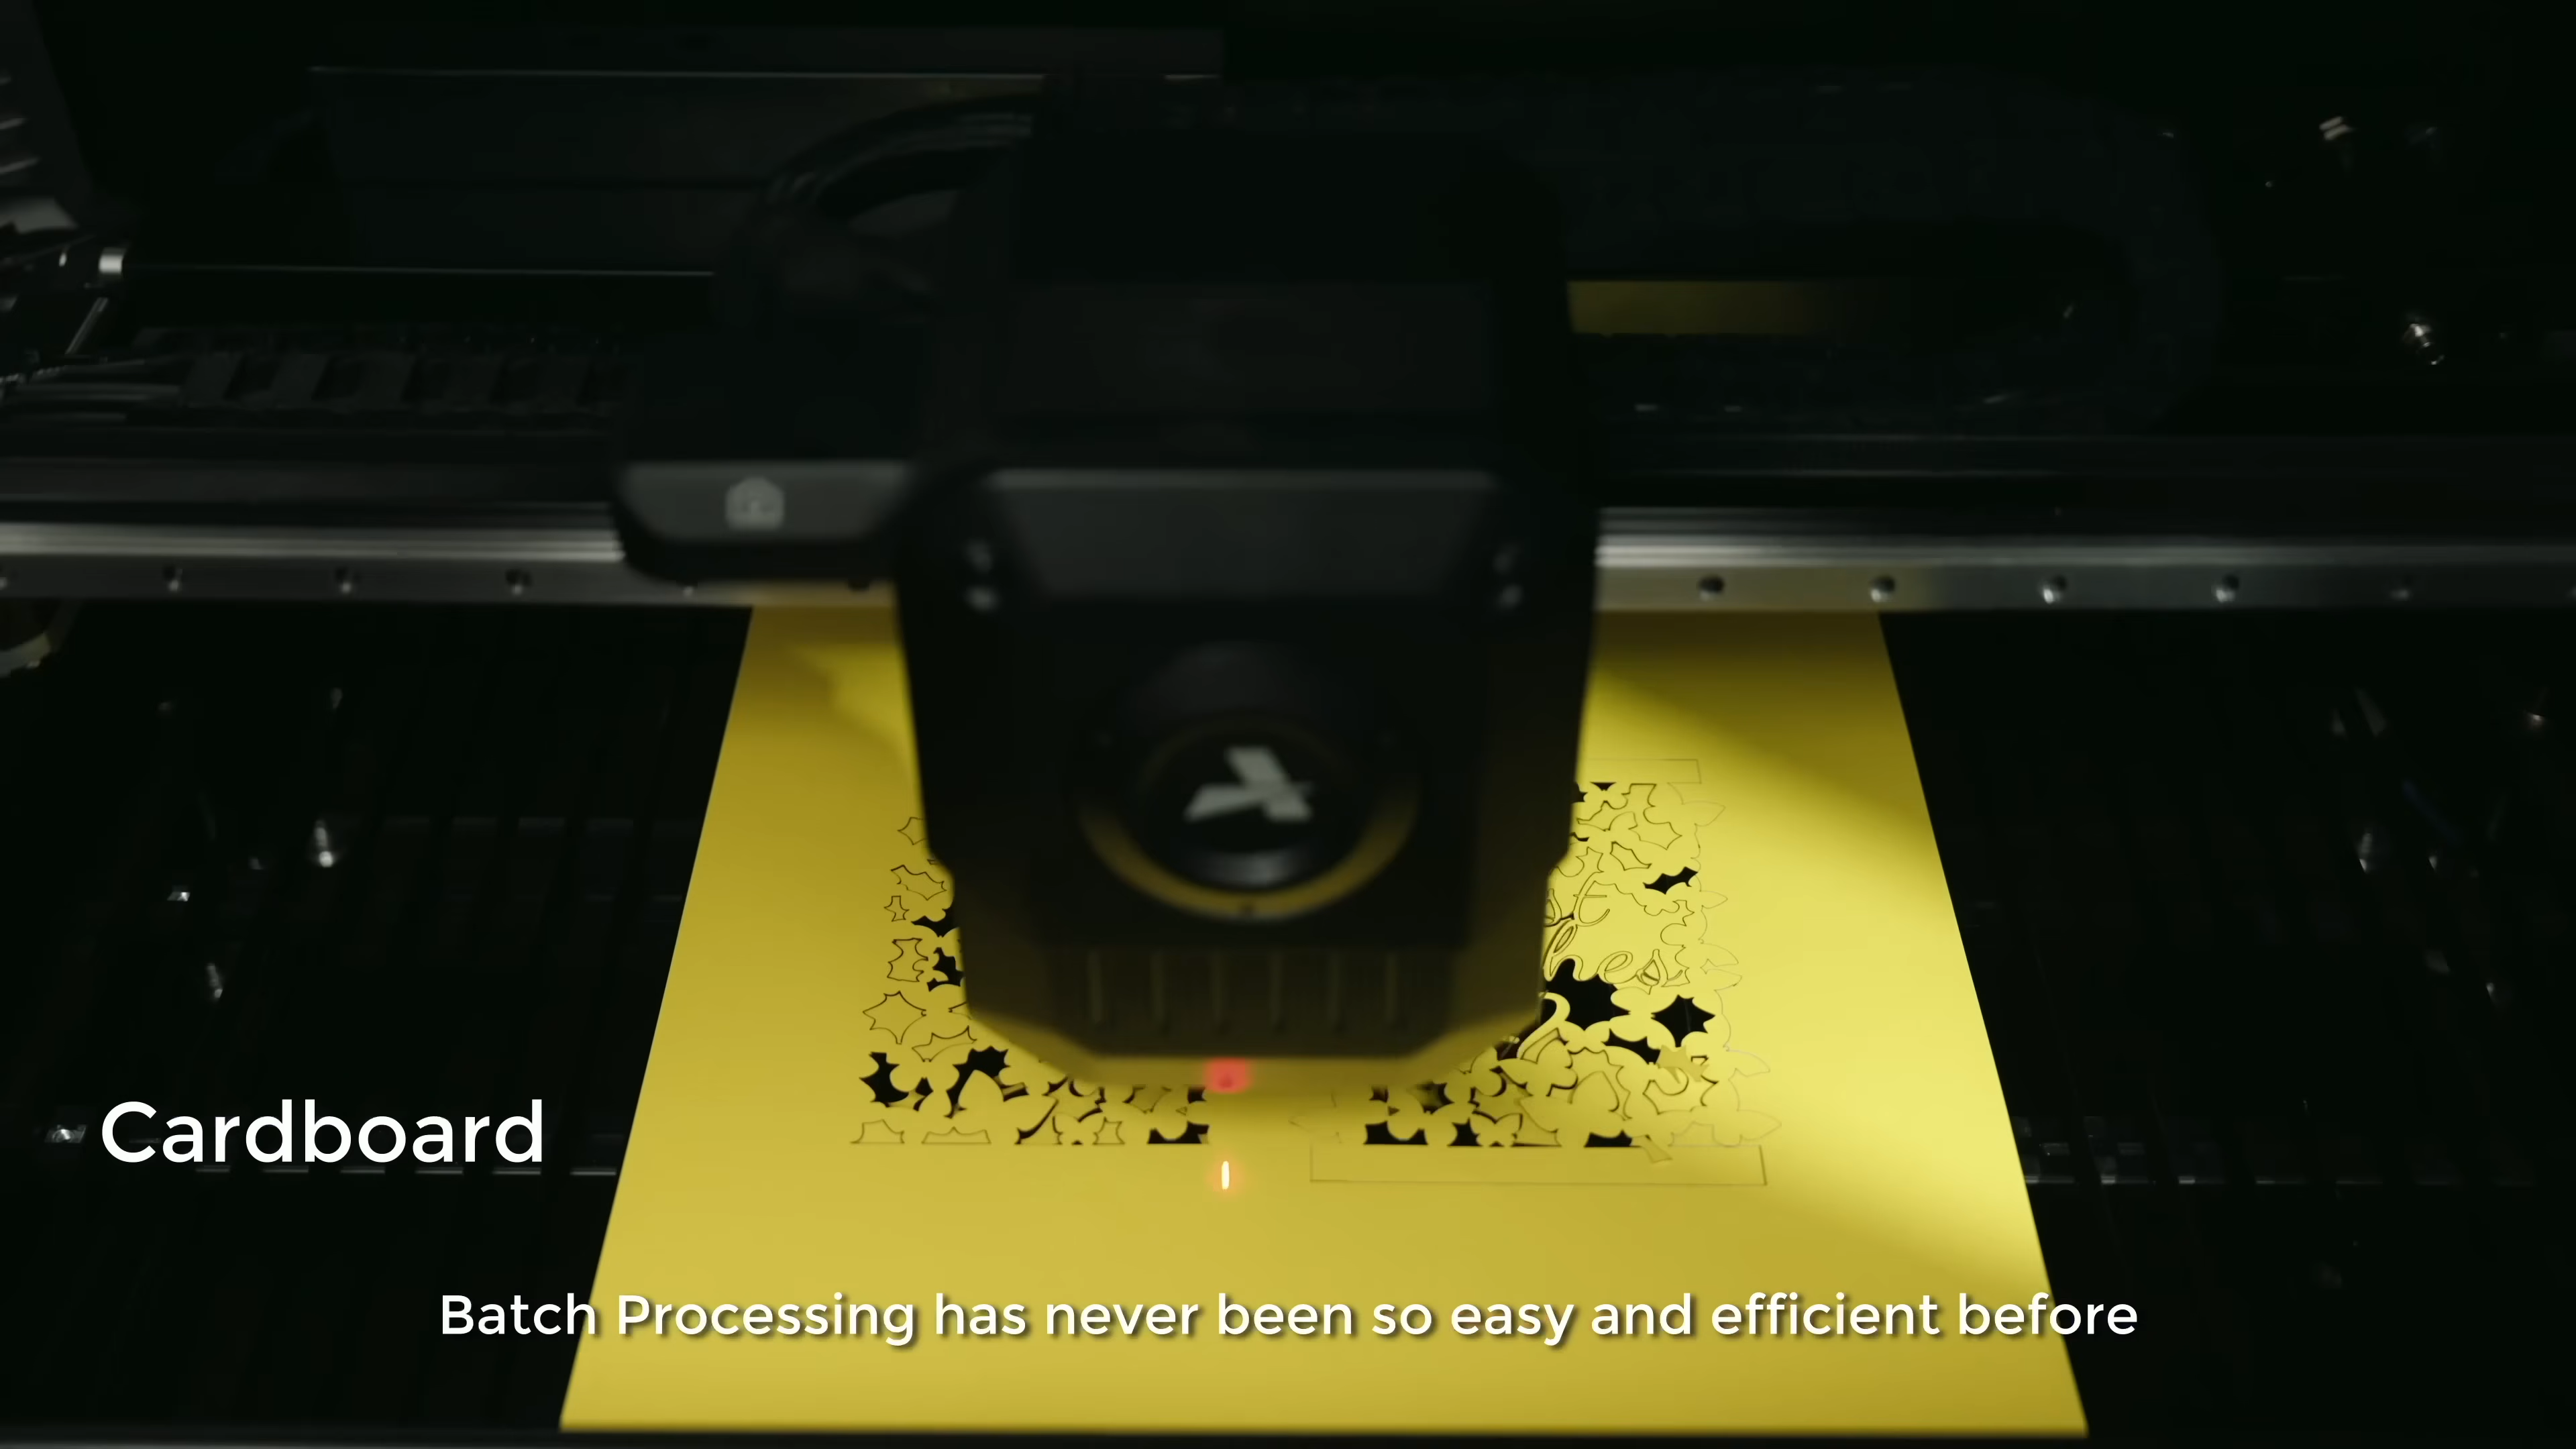 Cardboard
Batch Processing has never been so easy and efficient before